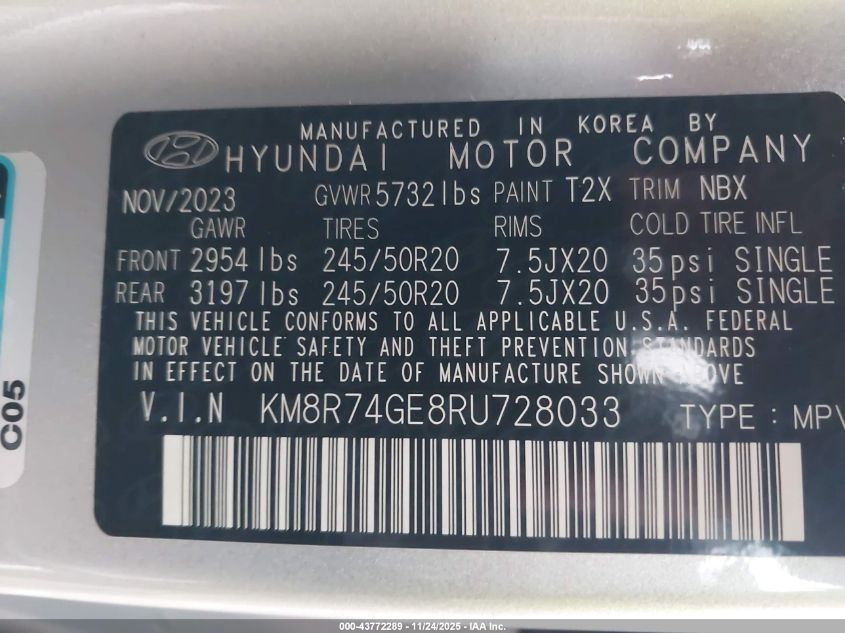 MANUFACTURED IN KOREA BY
HYUNDAI MOTOR COMPANY
NOV/2023 GVWR 5732 lbs PAINT T2X TRIM NBX
GAWR TIRES RIMS COLD TIRE INFL
FRONT 2954 lbs 245/50R20 7.5JX20 35psi SINGLE
REAR 3197 lbs 245/50R20 7.5JX20 35psi SINGLE
THIS VEHICLE CONFORMS TO ALL APPLICABLE U.S.A. FEDERAL
MOTOR VEHICLE SAFETY AND THEFT PREVENTION STANDARDS
IN EFFECT ON THE DATE OF MANUFACTURE SHOWN ABOVE
V.I.N KM8R74GE8RU728033 TYPE : MPV
C05
000-43772289 - 11/24/2025 - IAA Inc.